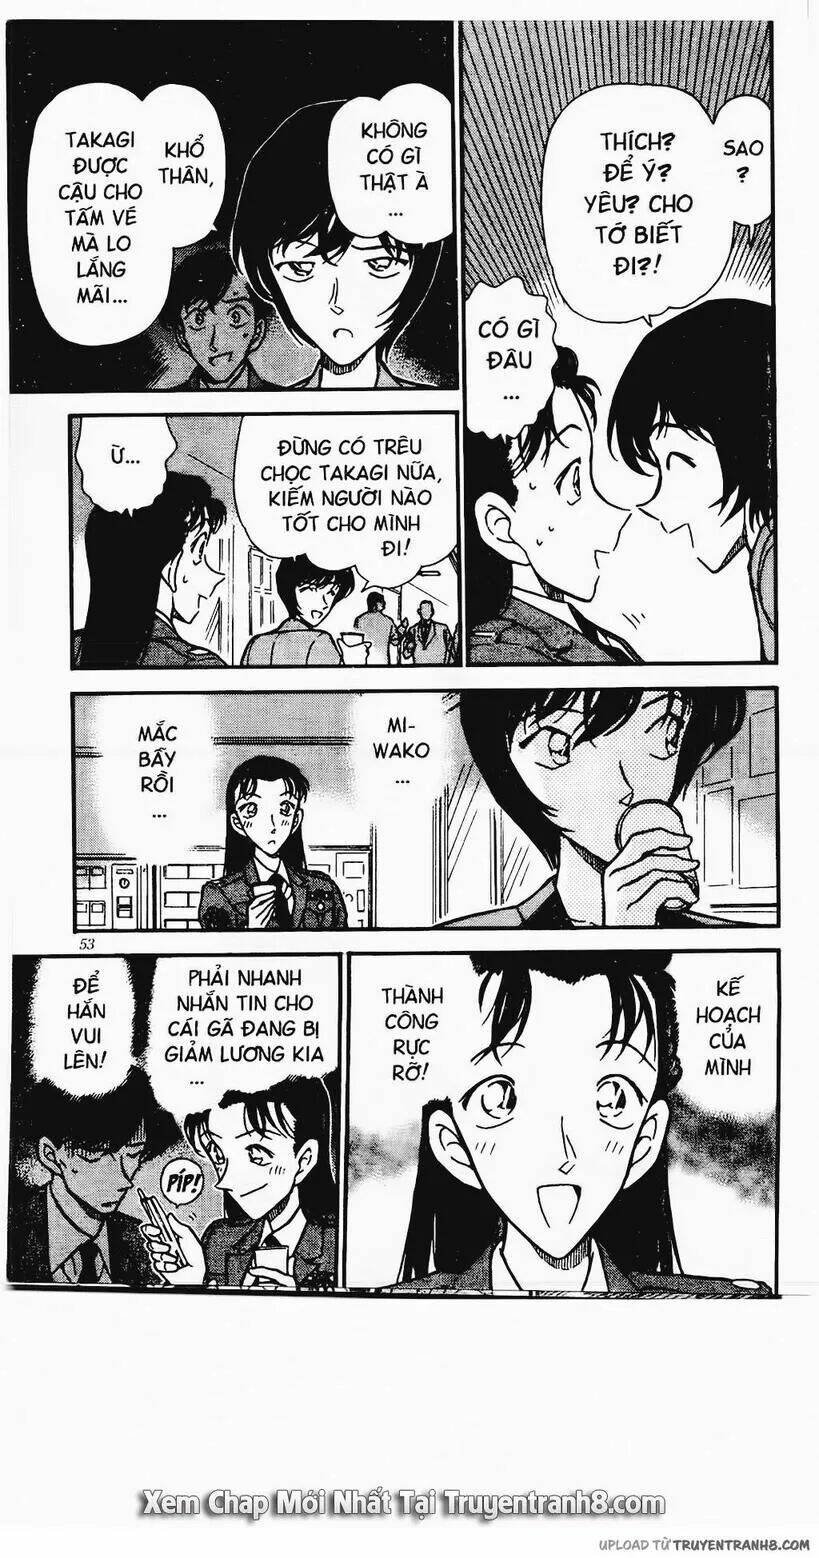 SAO
?
THÍCH?
ĐỂ Ý?
YÊU? CHO
TỚ BIẾT
ĐI?!
CÓ GÌ
ĐÂU
...
KHÔNG
CÓ GÌ
THẬT À
...
KHỔ
THÂN,
TAKAGI
ĐƯỢC
CẬU CHO
TẤM VÉ
MÀ LO
LẮNG
MÃI...
ĐỪNG CÓ TRÊU
CHỌC TAKAGI NỮA,
KIẾM NGƯỜI NÀO
TỐT CHO MÌNH
ĐI!
Ừ...
MI-
WAKO
...
MẮC
BẪY
RỒI
...
53
KẾ
HOẠCH
CỦA
MÌNH
THÀNH
CÔNG
RỰC
RỠ!
PHẢI NHANH
NHẮN TIN CHO
CÁI GÃ ĐANG BỊ
GIẢM LƯƠNG KIA
...
ĐỂ
HẮN
VUI
LÊN!
PÍP!
Xem Chap Mới Nhất Tại Truyentranh8.com
UPLOAD TỪ TRUYENTRANH8.COM